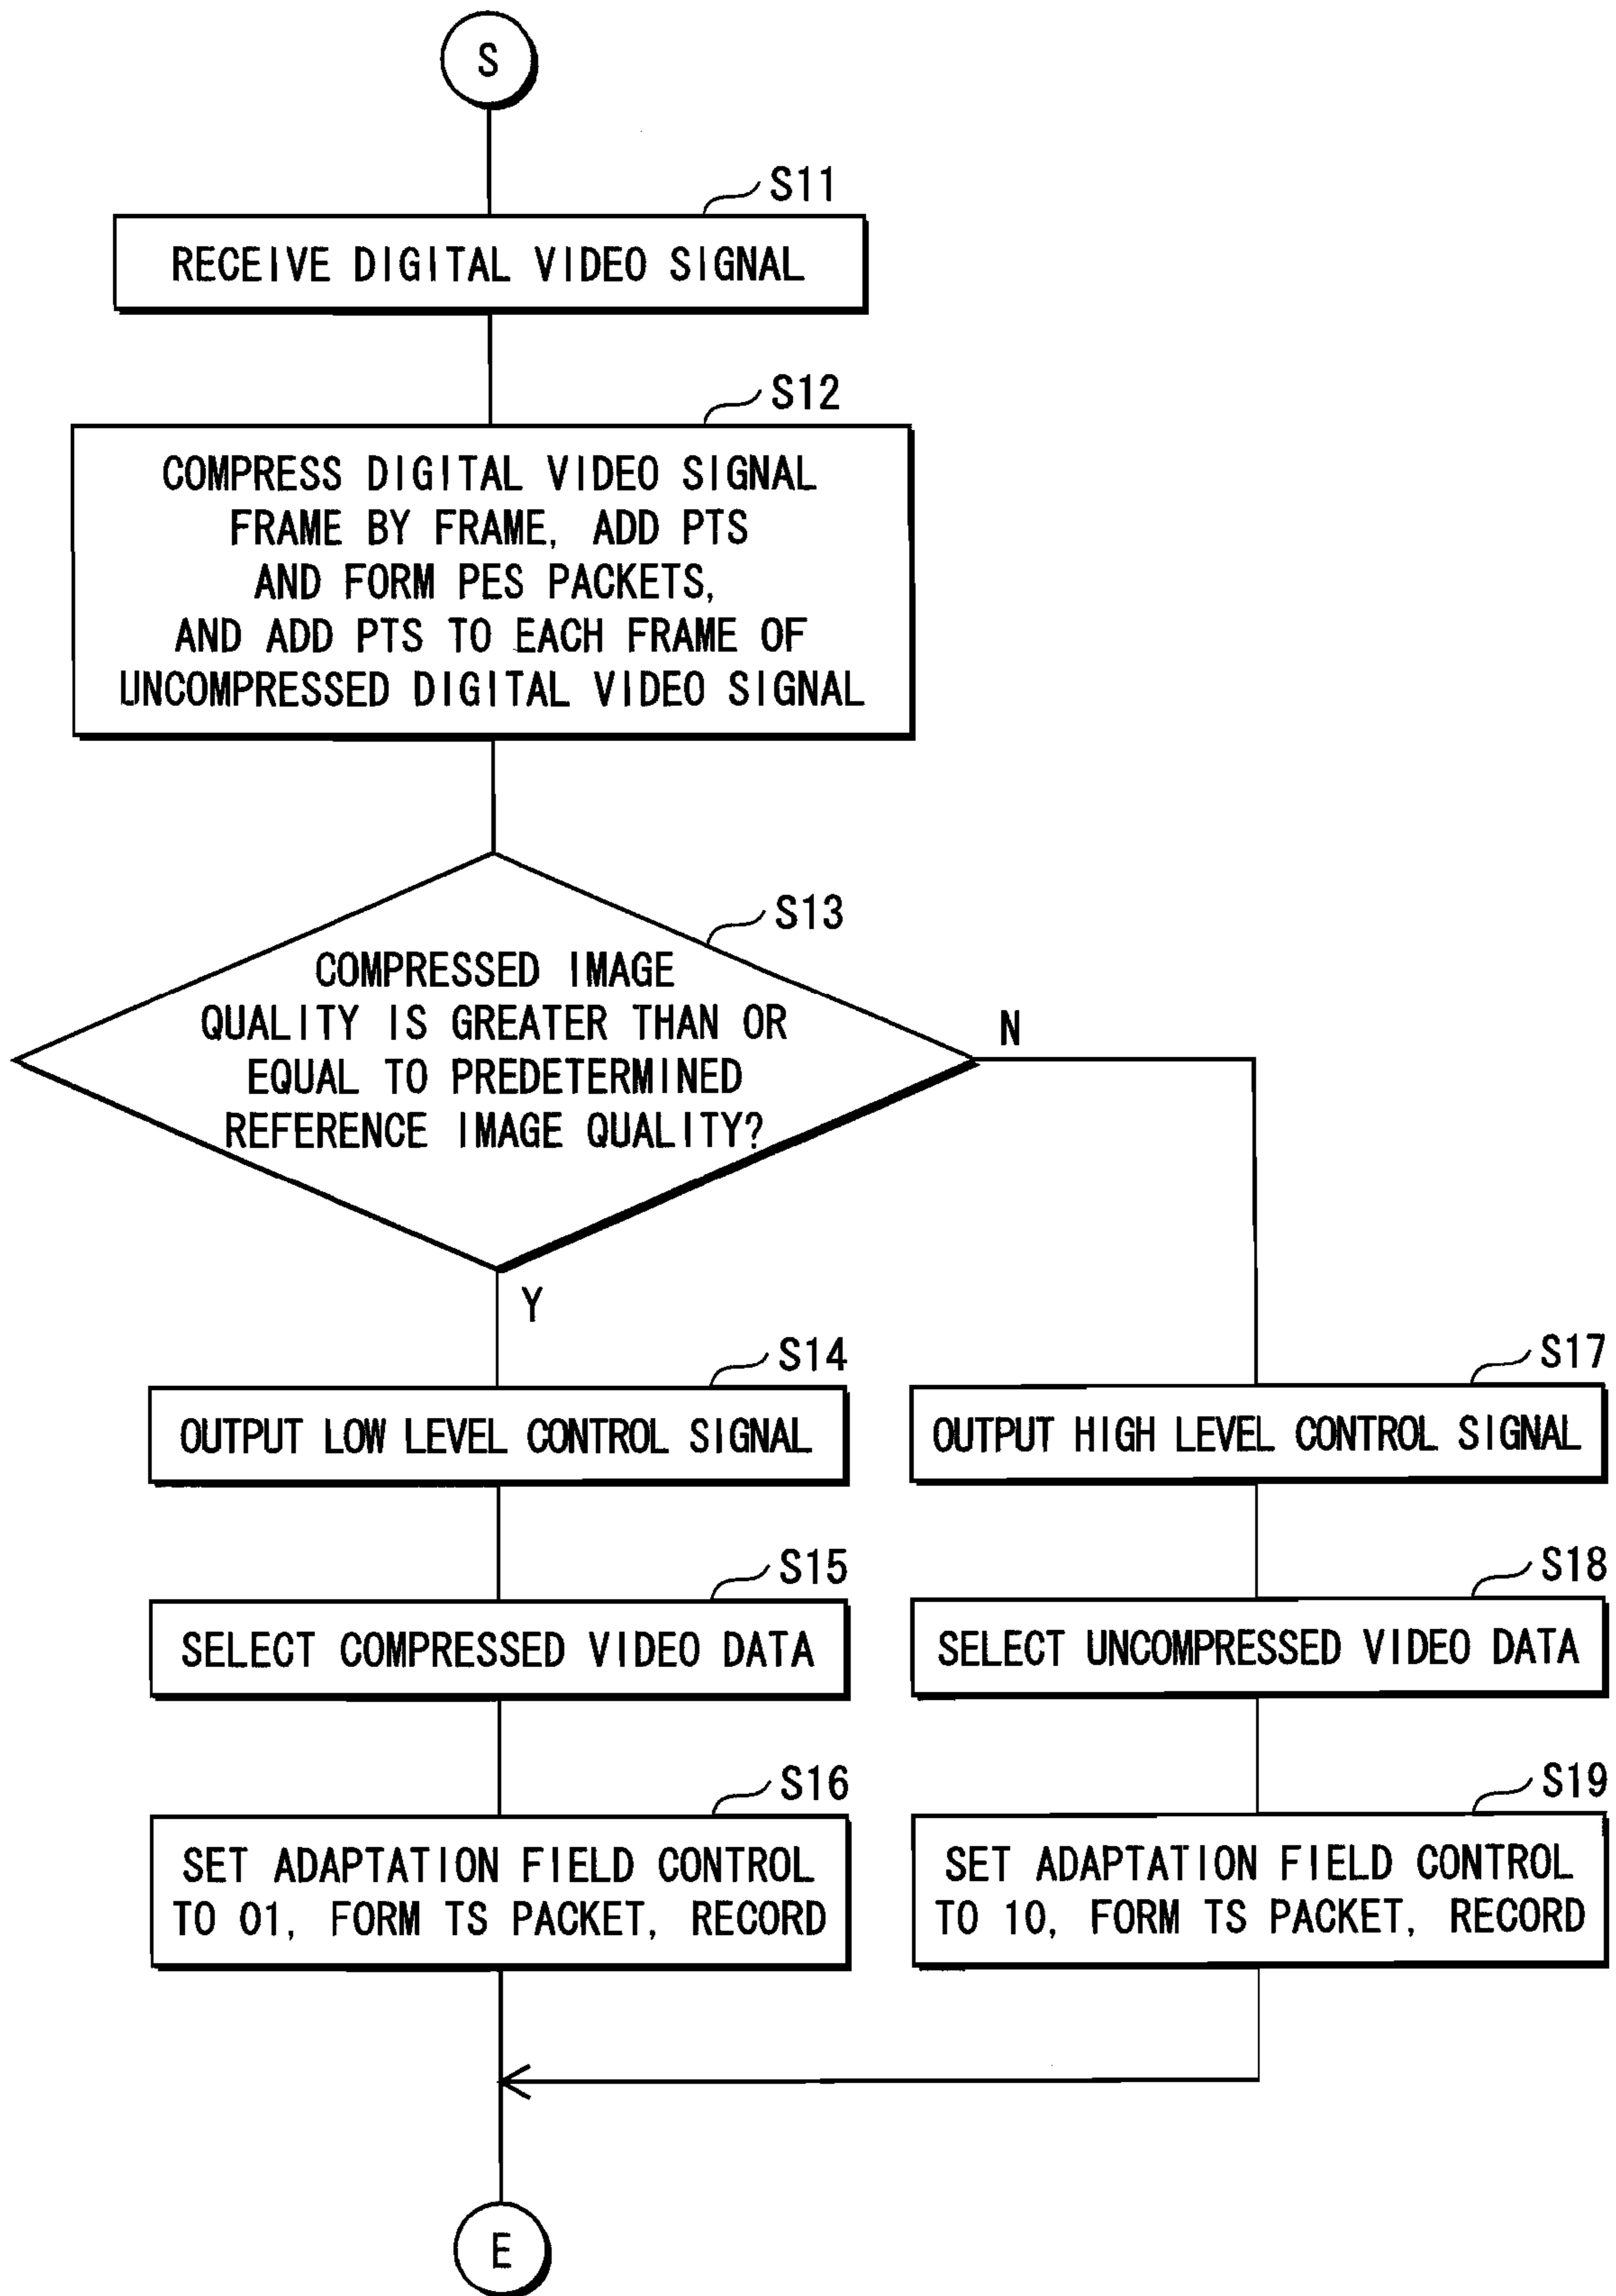 S
S11
RECEIVE DIGITAL VIDEO SIGNAL
S12
COMPRESS DIGITAL VIDEO SIGNAL
FRAME BY FRAME, ADD PTS
AND FORM PES PACKETS,
AND ADD PTS TO EACH FRAME OF
UNCOMPRESSED DIGITAL VIDEO SIGNAL
S13
COMPRESSED IMAGE
QUALITY IS GREATER THAN OR
EQUAL TO PREDETERMINED
REFERENCE IMAGE QUALITY?
N
Y
S14
OUTPUT LOW LEVEL CONTROL SIGNAL
S15
SELECT COMPRESSED VIDEO DATA
S16
SET ADAPTATION FIELD CONTROL
TO 01, FORM TS PACKET, RECORD
S17
OUTPUT HIGH LEVEL CONTROL SIGNAL
S18
SELECT UNCOMPRESSED VIDEO DATA
S19
SET ADAPTATION FIELD CONTROL
TO 10, FORM TS PACKET, RECORD
E